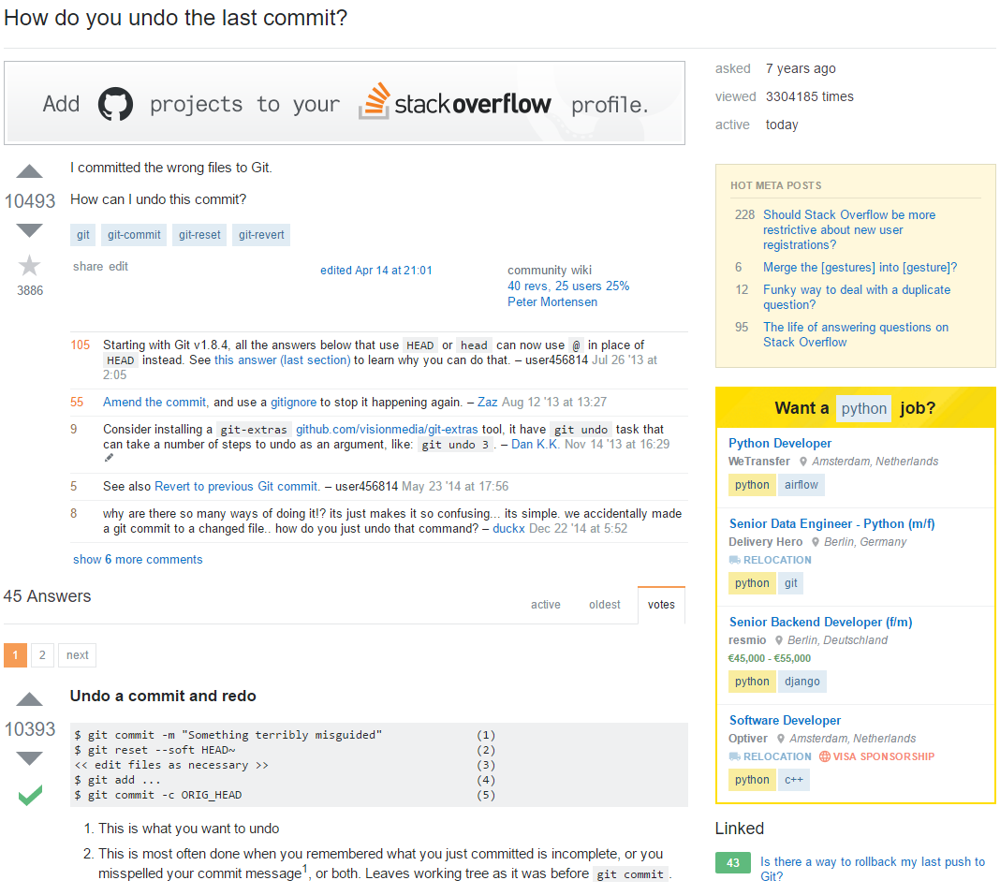 How do you undo the last commit?
Add projects to your stackoverflow profile.
10493
I committed the wrong files to Git.
How can I undo this commit?
git git-commit git-reset git-revert
3886
share edit
edited Apr 14 at 21:01
community wiki
40 revs, 25 users 25%
Peter Mortensen
105 Starting with Git v1.8.4, all the answers below that use HEAD or head can now use @ in place of
HEAD instead. See this answer (last section) to learn why you can do that. – user456814 Jul 26 '13 at
2:05
55 Amend the commit, and use a gitignore to stop it happening again. – Zaz Aug 12 '13 at 13:27
9 Consider installing a git-extras github.com/visionmedia/git-extras tool, it have git undo task that
can take a number of steps to undo as an argument, like: git undo 3. – Dan K.K. Nov 14 '13 at 16:29
5 See also Revert to previous Git commit. – user456814 May 23 '14 at 17:56
8 why are there so many ways of doing it!? its just makes it so confusing... its simple. we accidentally made
a git commit to a changed file.. how do you just undo that command? – duckx Dec 22 '14 at 5:52
show 6 more comments
45 Answers
active oldest votes
1 2 next
10393
Undo a commit and redo
$ git commit -m "Something terribly misguided" (1)
$ git reset --soft HEAD~ (2)
<< edit files as necessary >> (3)
$ git add ... (4)
$ git commit -c ORIG_HEAD (5)
1. This is what you want to undo
2. This is most often done when you remembered what you just committed is incomplete, or you
misspelled your commit message1, or both. Leaves working tree as it was before git commit.
asked 7 years ago
viewed 3304185 times
active today
HOT META POSTS
228 Should Stack Overflow be more
restrictive about new user
registrations?
6 Merge the [gestures] into [gesture]?
12 Funky way to deal with a duplicate
question?
95 The life of answering questions on
Stack Overflow
Want a python job?
Python Developer
WeTransfer Amsterdam, Netherlands
python airflow
Senior Data Engineer - Python (m/f)
Delivery Hero Berlin, Germany
RELOCATION
python git
Senior Backend Developer (f/m)
resmio Berlin, Deutschland
€45,000 - €55,000
python django
Software Developer
Optiver Amsterdam, Netherlands
RELOCATION VISA SPONSORSHIP
python c++
Linked
43 Is there a way to rollback my last push to
Git?